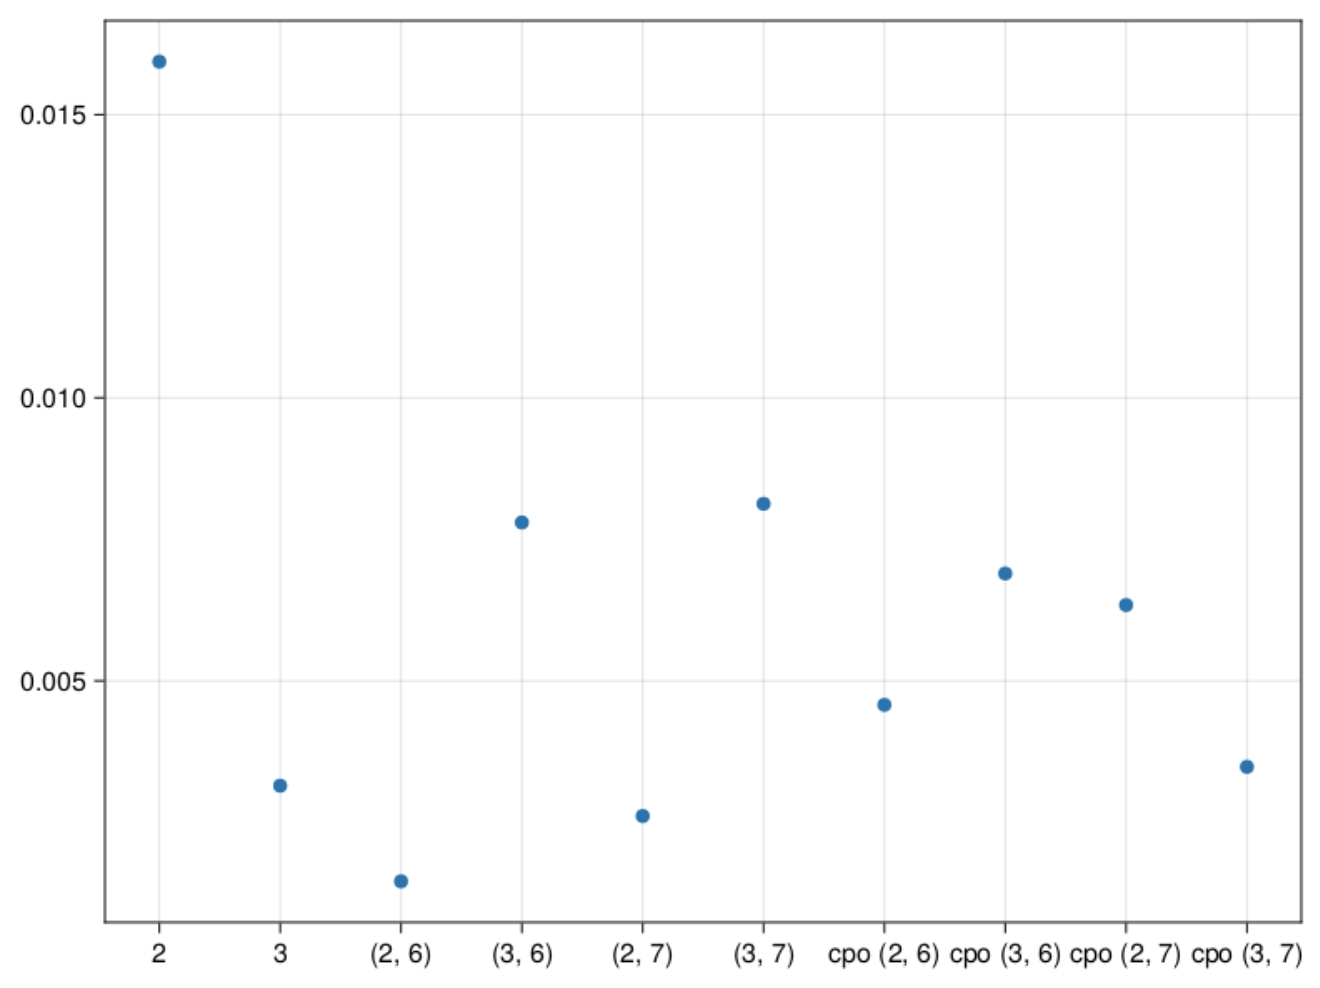 0.015
0.010
0.005
2 3 (2, 6) (3, 6) (2, 7) (3, 7) cpo (2, 6) cpo (3, 6) cpo (2, 7) cpo (3, 7)